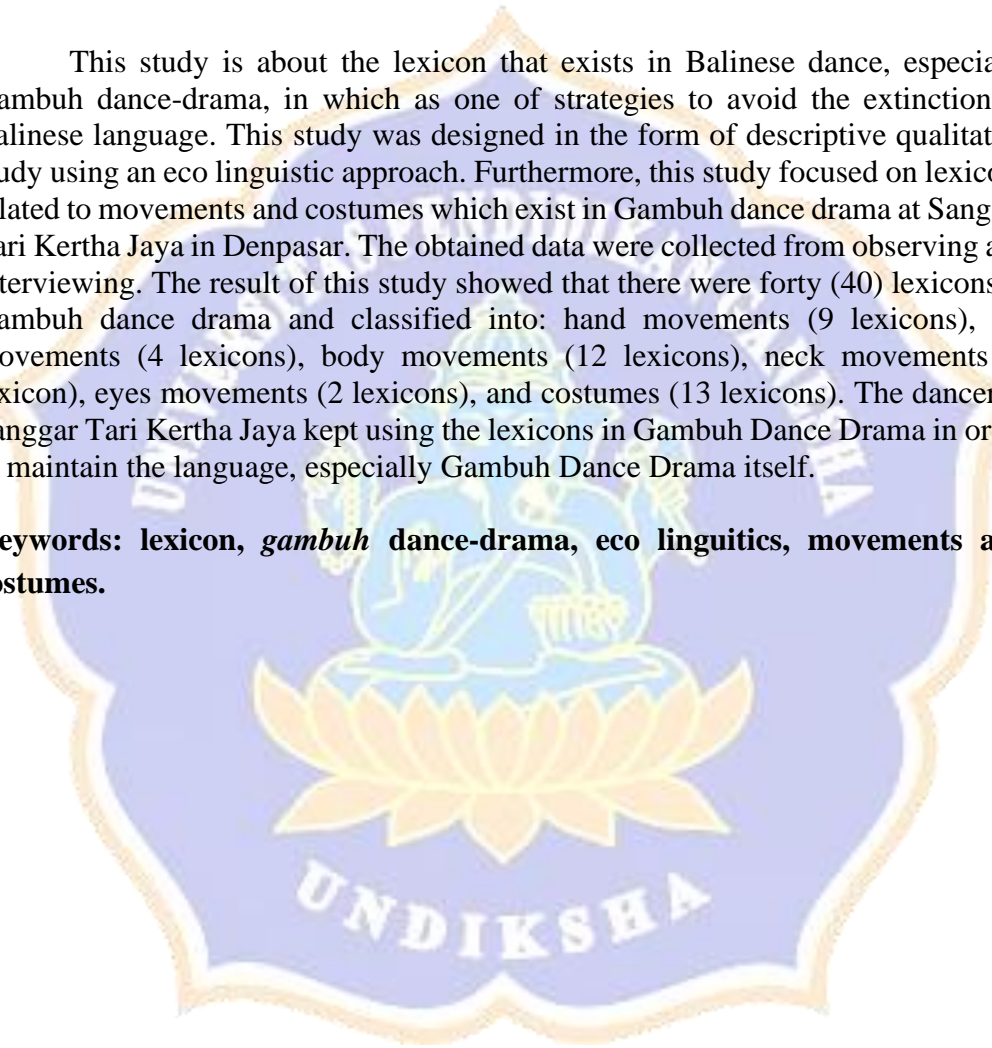 This study is about the lexicon that exists in Balinese dance, especia
ambuh dance-drama, in which as one of strategies to avoid the extinction
alinese language. This study was designed in the form of descriptive qualitat
udy using an eco linguistic approach. Furthermore, this study focused on lexico
lated to movements and costumes which exist in Gambuh dance drama at Sang
ari Kertha Jaya in Denpasar. The obtained data were collected from observing a
terviewing. The result of this study showed that there were forty (40) lexicons
ambuh dance drama and classified into: hand movements (9 lexicons),
ovements (4 lexicons), body movements (12 lexicons), neck movements
xicon), eyes movements (2 lexicons), and costumes (13 lexicons). The dancer
anggar Tari Kertha Jaya kept using the lexicons in Gambuh Dance Drama in or
maintain the language, especially Gambuh Dance Drama itself.
eywords: lexicon, gambuh dance-drama, eco linguitics, movements a
ostumes.
UNIVERSITAS PENDIDIKAN GANESHA
UNDIKSHA